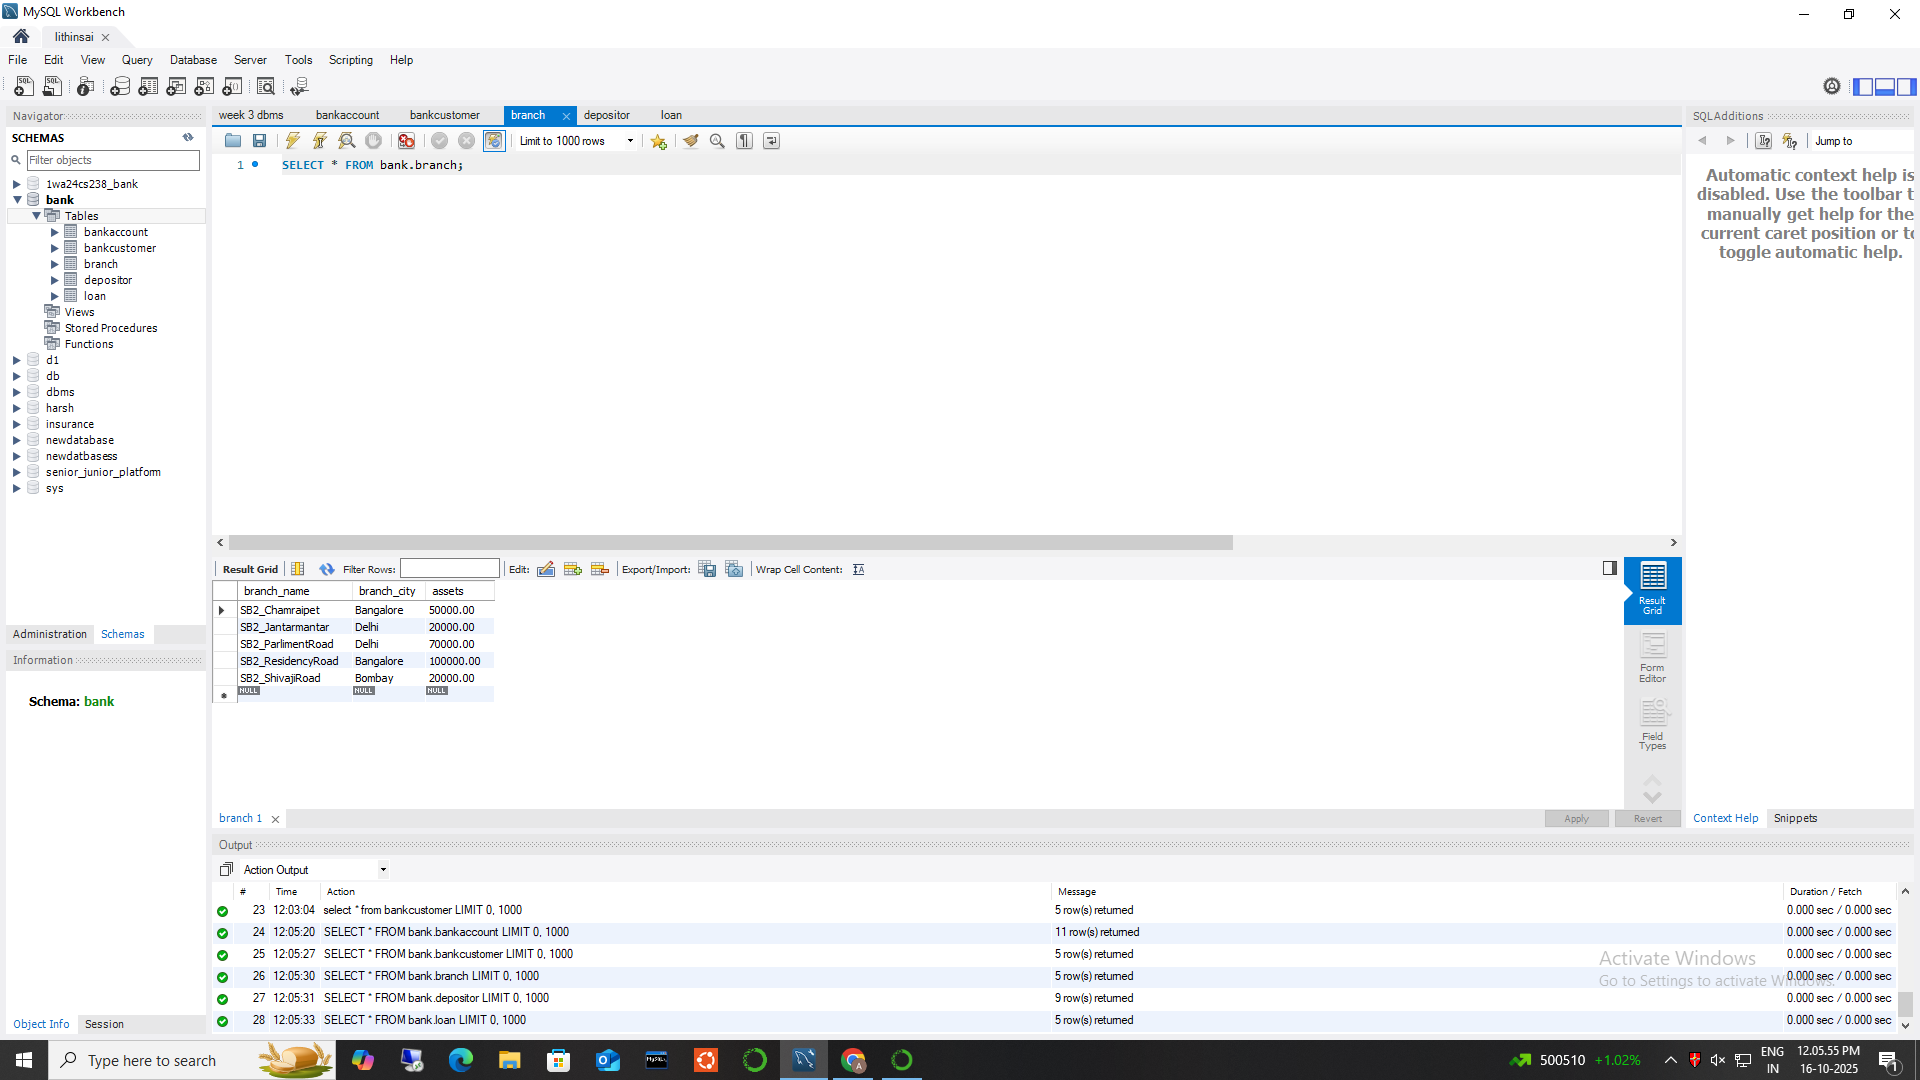 MySQL Workbench
lithinsai
File Edit View Query Database Server Tools Scripting Help
Navigator
SCHEMAS
Filter objects
1wa24cs238_bank
bank
Tables
bankaccount
bankcustomer
branch
depositor
loan
Views
Stored Procedures
Functions
d1
db
dbms
harsh
insurance
newdatabase
newdatbasess
senior_junior_platform
sys
Administration Schemas
Information
Schema: bank
Object Info Session
week 3 dbms bankaccount bankcustomer branch depositor loan
Limit to 1000 rows
1 SELECT * FROM bank.branch;
Result Grid Filter Rows: Edit: Export/Import: Wrap Cell Content:
branch_name branch_city assets
SB2_Chamraipet Bangalore 50000.00
SB2_Jantarmantar Delhi 20000.00
SB2_ParlimentRoad Delhi 70000.00
SB2_ResidencyRoad Bangalore 100000.00
SB2_ShivajiRoad Bombay 20000.00
NULL NULL NULL
Result
Grid
Form
Editor
Field
Types
branch 1
Apply Revert
SQLAdditions
Jump to
Automatic context help is
disabled. Use the toolbar t
manually get help for the
current caret position or to
toggle automatic help.
Context Help Snippets
Output
Action Output
# Time Action Message Duration / Fetch
23 12:03:04 select * from bankcustomer LIMIT 0, 1000 5 row(s) returned 0.000 sec / 0.000 sec
24 12:05:20 SELECT * FROM bank.bankaccount LIMIT 0, 1000 11 row(s) returned 0.000 sec / 0.000 sec
25 12:05:27 SELECT * FROM bank.bankcustomer LIMIT 0, 1000 5 row(s) returned 0.000 sec / 0.000 sec
26 12:05:30 SELECT * FROM bank.branch LIMIT 0, 1000 5 row(s) returned 0.000 sec / 0.000 sec
27 12:05:31 SELECT * FROM bank.depositor LIMIT 0, 1000 9 row(s) returned 0.000 sec / 0.000 sec
28 12:05:33 SELECT * FROM bank.loan LIMIT 0, 1000 5 row(s) returned 0.000 sec / 0.000 sec
Activate Windows
Go to Settings to activate Windows.
Type here to search
500510 +1.02%
ENG
IN
12.05.55 PM
16-10-2025
1